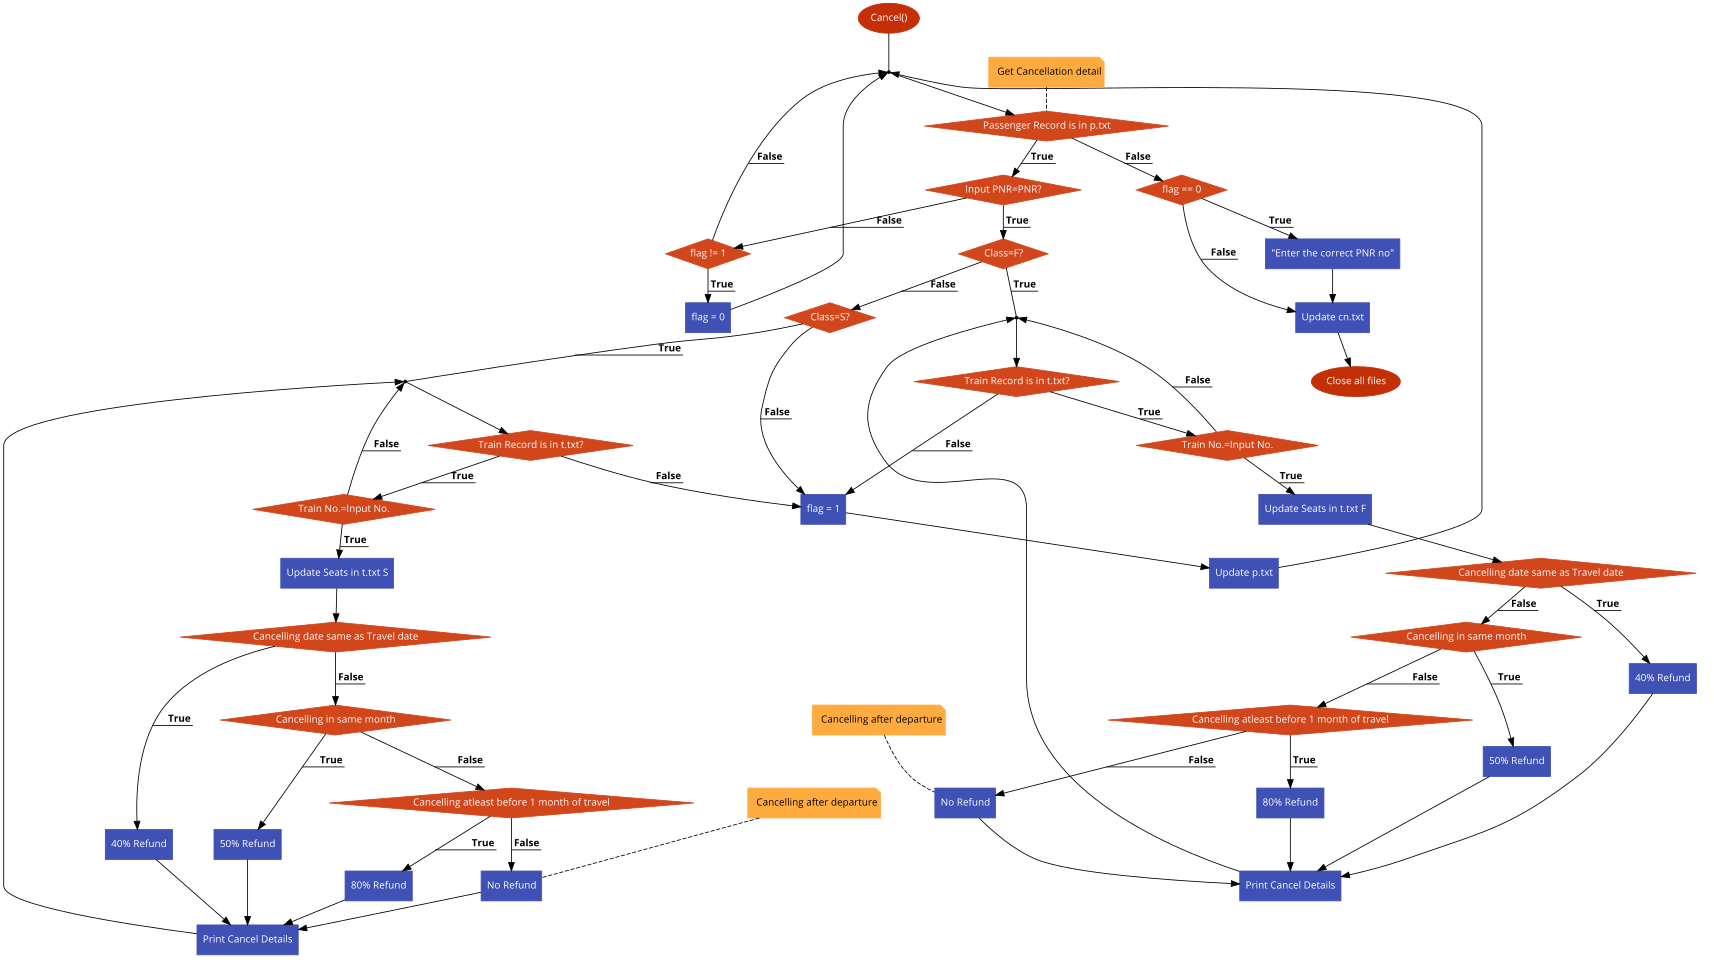 Cancel()
Get Cancellation detail
Passenger Record is in p.txt
False
True
False
Input PNR=PNR?
flag == 0
False
True
True
flag != 1
Class=F?
False
"Enter the correct PNR no"
True
False
True
flag = 0
Class=S?
Update cn.txt
True
Train Record is in t.txt?
False
Close all files
False
True
False
Train Record is in t.txt?
False
Train No.=Input No.
True
False
True
Train No.=Input No.
flag = 1
Update Seats in t.txt F
True
Update Seats in t.txt S
Update p.txt
Cancelling date same as Travel date
False
True
Cancelling date same as Travel date
Cancelling in same month
False
False
True
40% Refund
True
Cancelling in same month
Cancelling after departure
Cancelling atleast before 1 month of travel
True
False
False
True
50% Refund
Cancelling atleast before 1 month of travel
Cancelling after departure
No Refund
80% Refund
40% Refund
50% Refund
True
False
80% Refund
No Refund
Print Cancel Details
Print Cancel Details